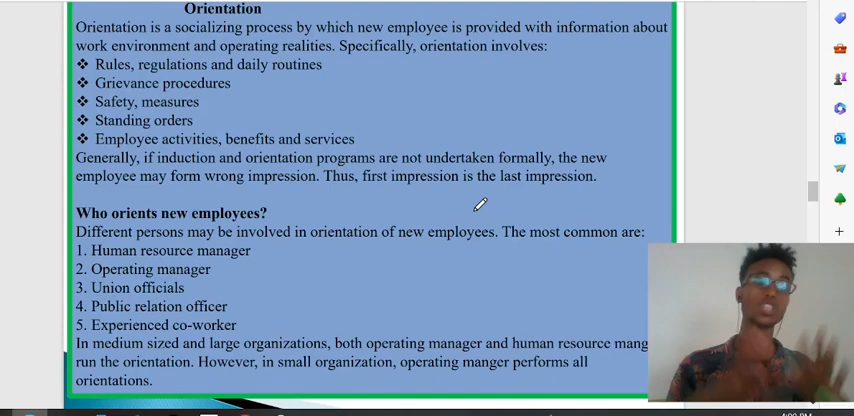 Orientation
Orientation is a socializing process by which new employee is provided with information about
work environment and operating realities. Specifically, orientation involves:
❖ Rules, regulations and daily routines
❖ Grievance procedures
❖ Safety, measures
❖ Standing orders
❖ Employee activities, benefits and services
Generally, if induction and orientation programs are not undertaken formally, the new
employee may form wrong impression. Thus, first impression is the last impression.
Who orients new employees?
Different persons may be involved in orientation of new employees. The most common are:
1. Human resource manager
2. Operating manager
3. Union officials
4. Public relation officer
5. Experienced co-worker
In medium sized and large organizations, both operating manager and human resource mang
run the orientation. However, in small organization, operating manger performs all
orientations.